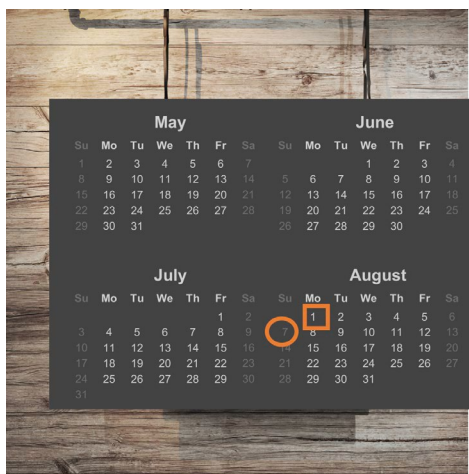 May
Su Mo Tu We Th Fr Sa
1 2 3 4 5 6 7
8 9 10 11 12 13 14
15 16 17 18 19 20 21
22 23 24 25 26 27 28
29 30 31
June
Su Mo Tu We Th Fr Sa
1 2 3 4
5 6 7 8 9 10 11
12 13 14 15 16 17 18
19 20 21 22 23 24 25
26 27 28 29 30
July
Su Mo Tu We Th Fr Sa
1 2
3 4 5 6 7 8 9
10 11 12 13 14 15 16
17 18 19 20 21 22 23
24 25 26 27 28 29 30
31
August
Su Mo Tu We Th Fr Sa
1 2 3 4 5 6
7 8 9 10 11 12 13
14 15 16 17 18 19 20
21 22 23 24 25 26 27
28 29 30 31